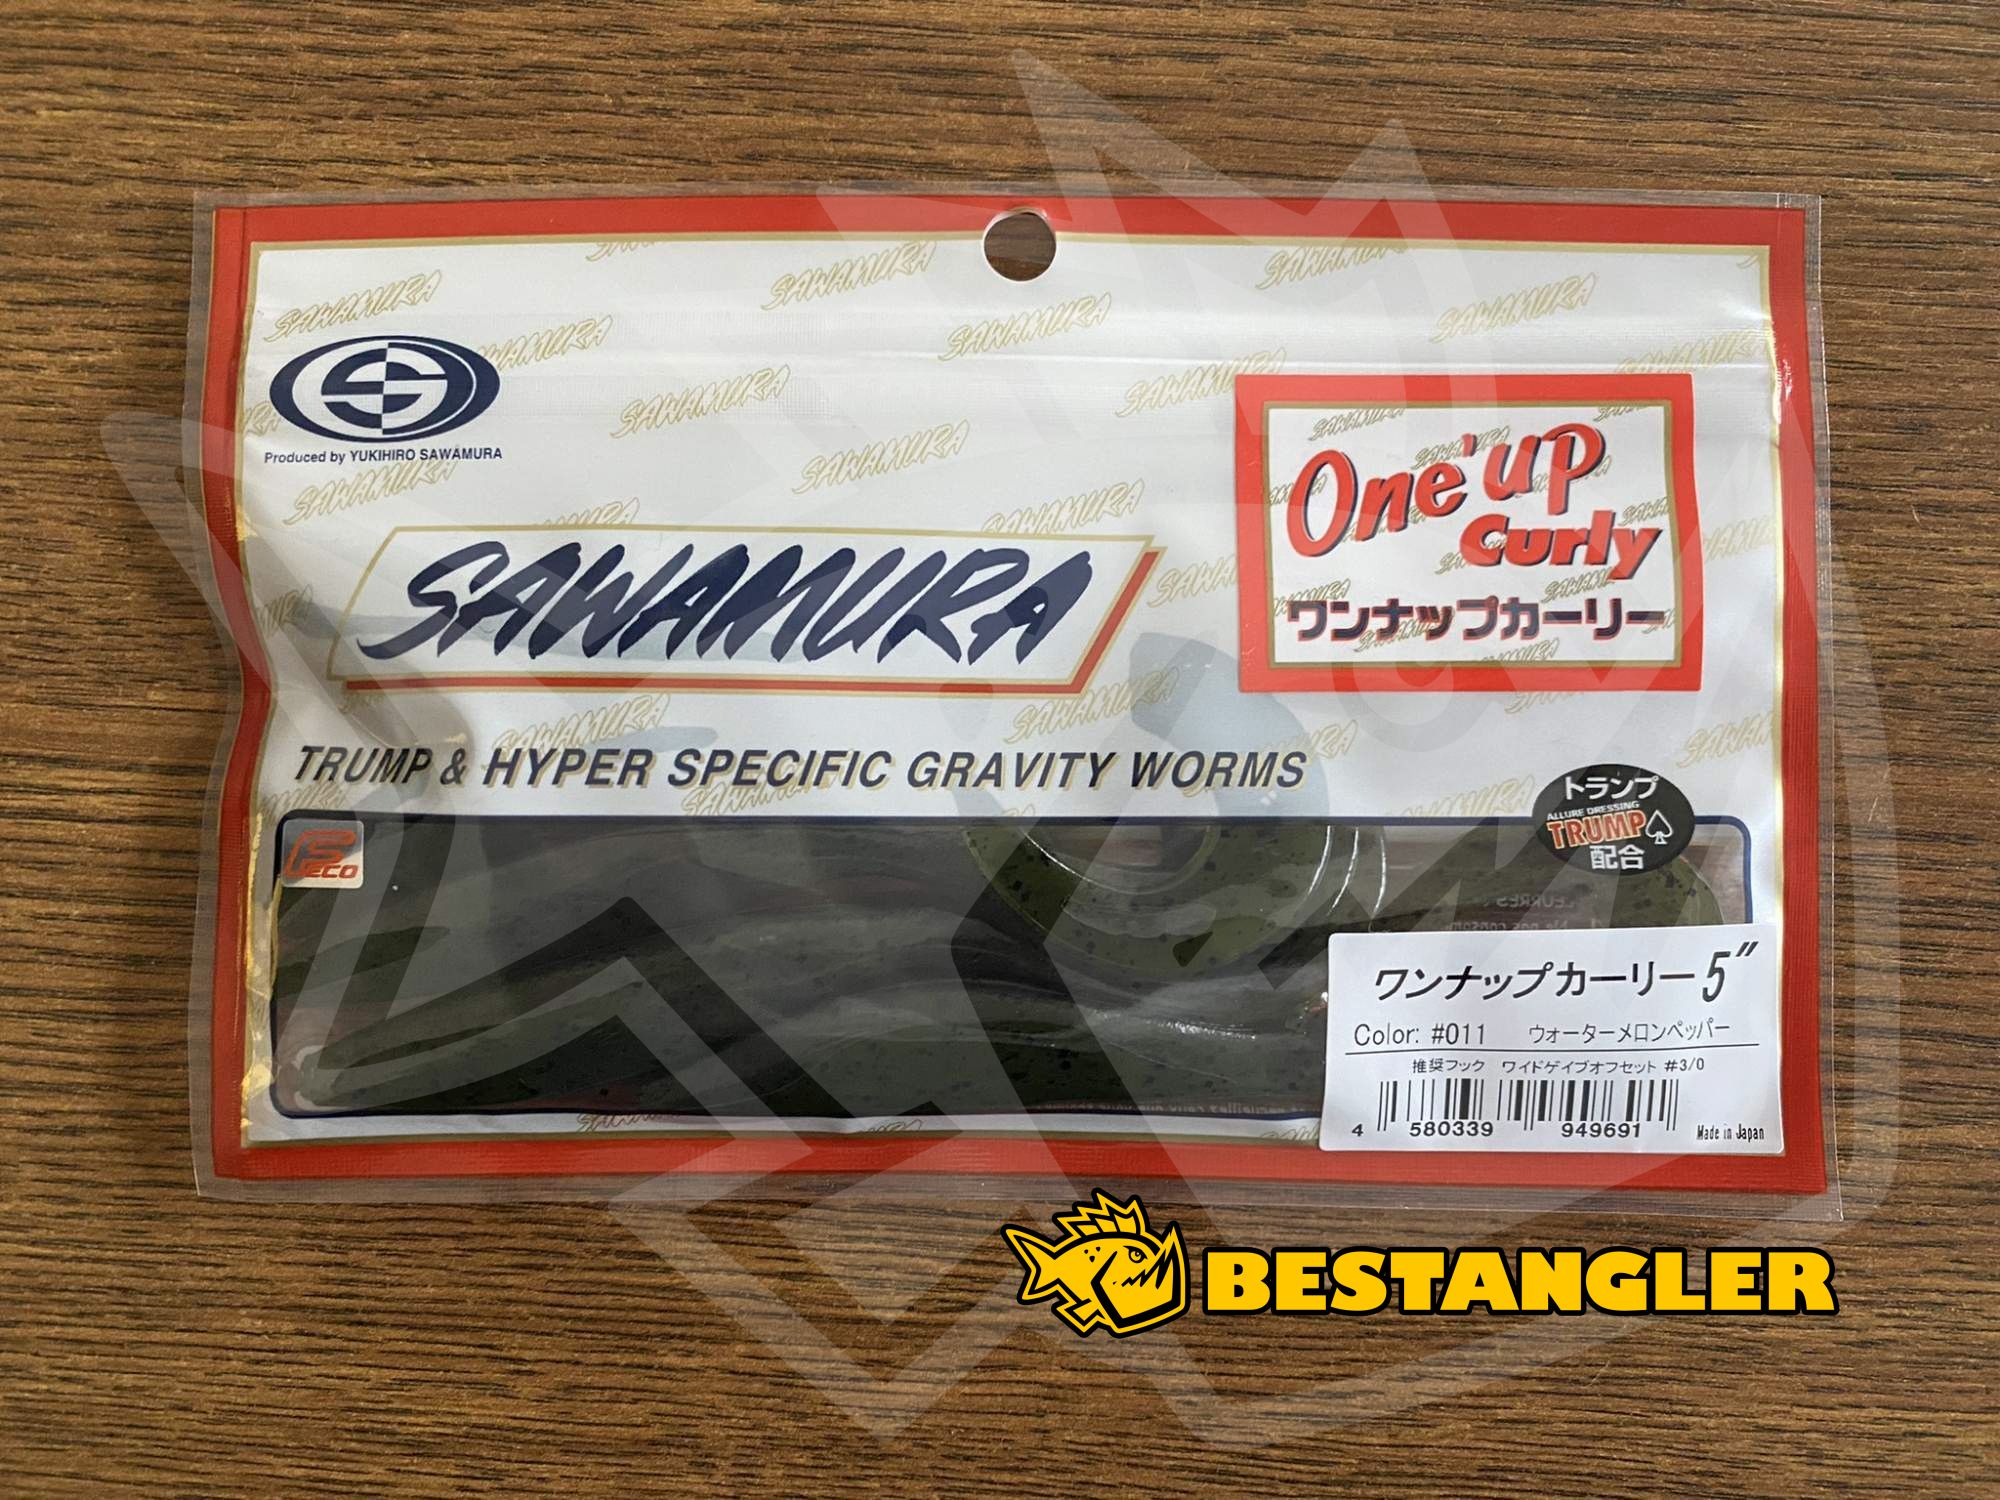 Produced by YUKIHIRO SAWAMURA
SAWAMURA
One'up
Curly
ワンナップカーリー
TRUMP & HYPER SPECIFIC GRAVITY WORMS
FECO
トランプ
ALLURE DRESSING
TRUMP
配合
ワンナップカーリー 5"
Color: #011 ウォーターメロンペッパー
推奨フック ワイドゲイブオフセット #3/0
4 580339 949691
Made in Japan
BESTANGLER